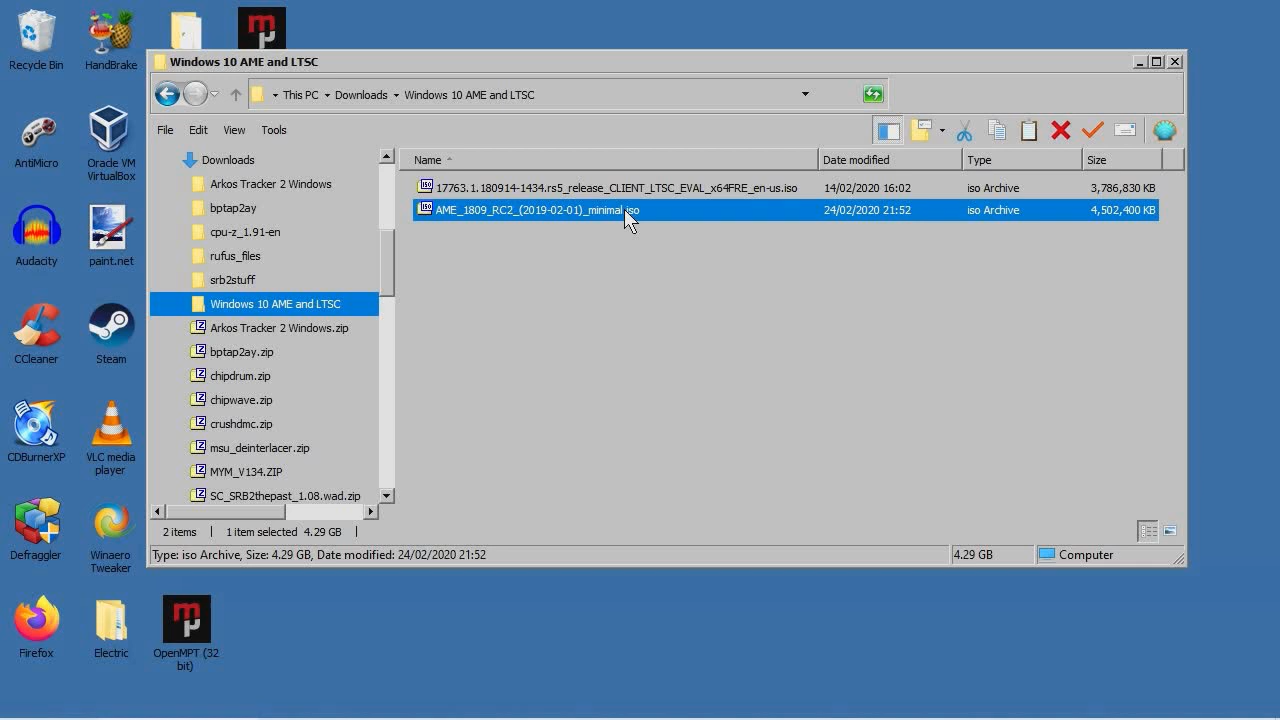 Recycle Bin
HandBrake
mp
AntiMicro
Oracle VM
VirtualBox
Audacity
paint.net
CCleaner
Steam
CDBurnerXP
VLC media
player
Defraggler
Winaero
Tweaker
Firefox
Electric
mp
OpenMPT (32
bit)
Windows 10 AME and LTSC
This PC Downloads Windows 10 AME and LTSC
File Edit View Tools
Downloads
Arkos Tracker 2 Windows
bptap2ay
cpu-z_1.91-en
rufus_files
srb2stuff
Windows 10 AME and LTSC
Arkos Tracker 2 Windows.zip
bptap2ay.zip
chipdrum.zip
chipwave.zip
crushdmc.zip
msu_deinterlacer.zip
MYM_V134.ZIP
SC_SRB2thepast_1.08.wad.zip
Name Date modified Type Size
ISO 17763.1.180914-1434.rs5_release_CLIENT_LTSC_EVAL_x64FRE_en-us.iso 14/02/2020 16:02 iso Archive 3,786,830 KB
ISO AME_1809_RC2_(2019-02-01)_minimal.iso 24/02/2020 21:52 iso Archive 4,502,400 KB
2 items 1 item selected 4.29 GB
Type: iso Archive, Size: 4.29 GB, Date modified: 24/02/2020 21:52 4.29 GB Computer